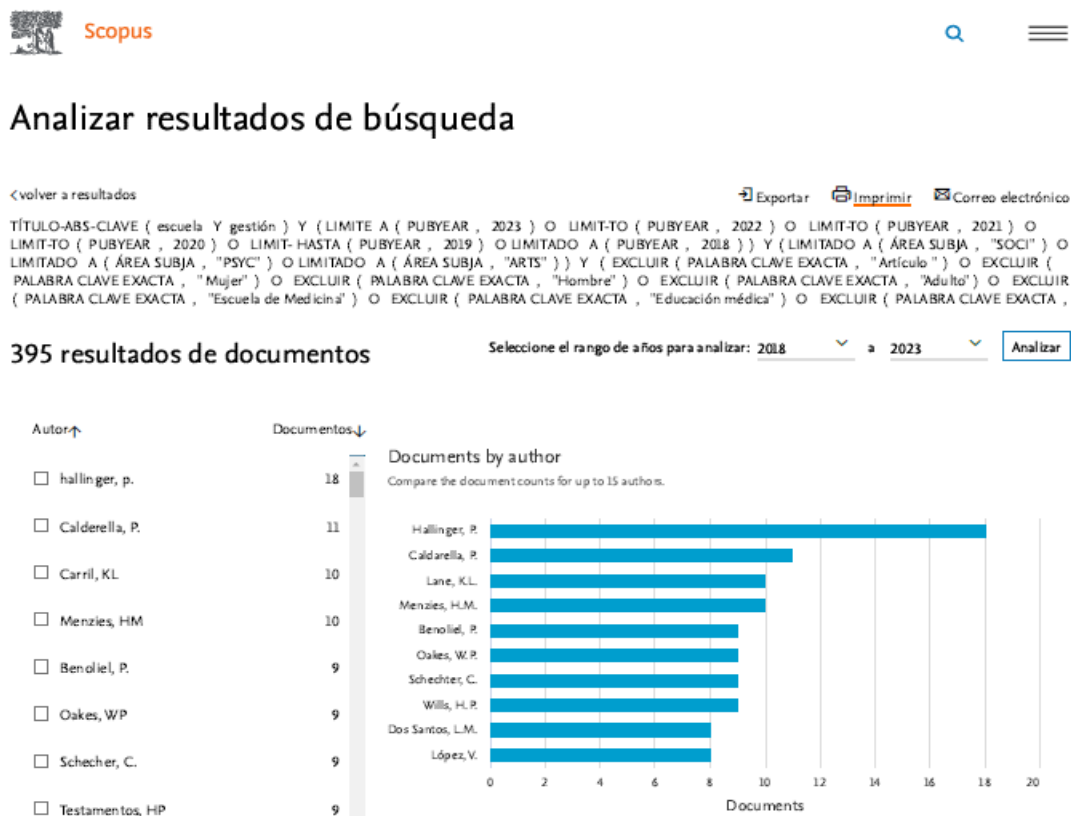 Scopus
Analizar resultados de búsqueda
volver a resultados
Exportar Imprimir Correo electrónico
TÍTULO-ABS-CLAVE ( escuela Y gestión ) Y ( LIMITE A ( PUBYEAR , 2023 ) O LIMIT-TO ( PUBYEAR , 2022 ) O LIMIT-TO ( PUBYEAR , 2021 ) O
LIMIT-TO ( PUBYEAR , 2020 ) O LIMIT- HASTA ( PUBYEAR , 2019 ) O LIMITADO A ( PUBYEAR , 2018 ) ) Y ( LIMITADO A ( ÁREA SUBJA , "SOCI" ) O
LIMITADO A ( ÁREA SUBJA , "PSYC" ) O LIMITADO A ( ÁREA SUBJA , "ARTS" ) ) Y ( EXCLUIR ( PALABRA CLAVE EXACTA , "Artículo " ) O EXCLUIR (
PALABRA CLAVE EXACTA , "Mujer" ) O EXCLUIR ( PALABRA CLAVE EXACTA , "Hombre" ) O EXCLUIR ( PALABRA CLAVE EXACTA , "Adulto" ) O EXCLUIR
( PALABRA CLAVE EXACTA , "Escuela de Medicina" ) O EXCLUIR ( PALABRA CLAVE EXACTA , "Educación médica" ) O EXCLUIR ( PALABRA CLAVE EXACTA ,
395 resultados de documentos
Seleccione el rango de años para analizar: 2018 a 2023 Analizar
Autor Documentos
hallinger, p. 18
Calderella, P. 11
Carril, KL 10
Menzies, HM 10
Benoliel, P. 9
Oakes, WP 9
Schecher, C. 9
Testamentos, HP 9
Documents by author
Compare the document counts for up to 15 authors.
Hallinger, P.
Caldarella, P.
Lane, K.L.
Menzies, H.M.
Benoliel, P.
Oakes, W.P.
Schechter, C.
Wills, H.P.
Dos Santos, L.M.
López, V.
0 2 4 6 8 10 12 14 16 18 20
Documents